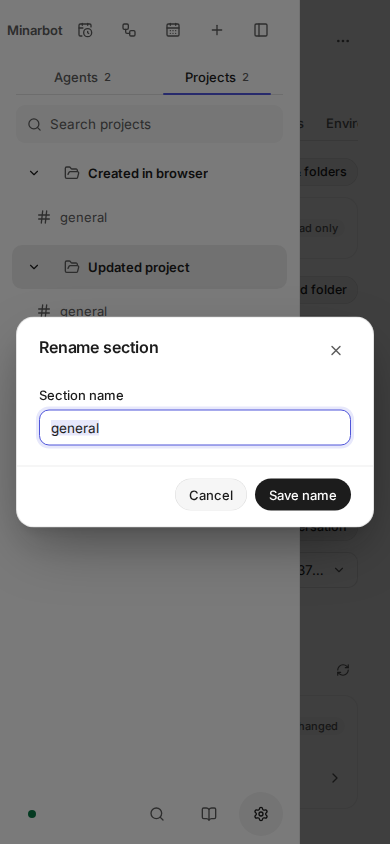 Minarbot
Agents 2 Projects 2
s Envir
Search projects
folders
Created in browser
ad only
general
Updated project
d folder
general
Rename section
Section name
general
Cancel Save name
ersation
37...
hanged